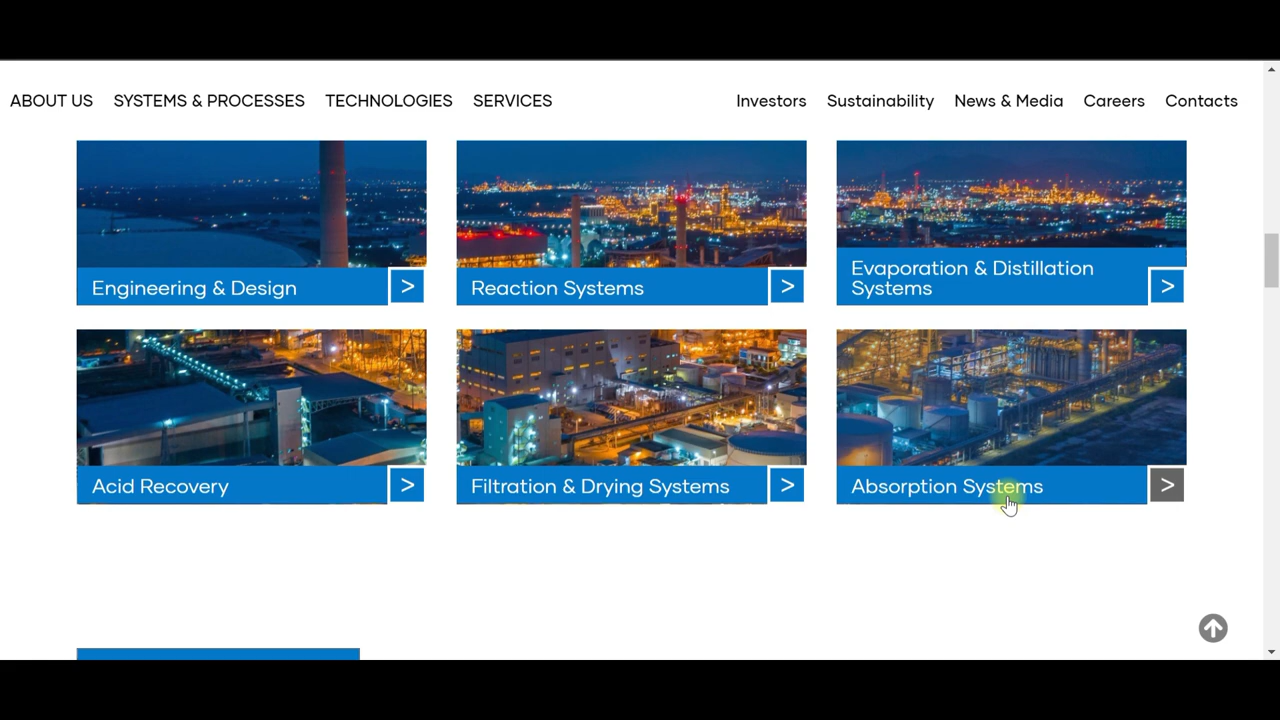 ABOUT US SYSTEMS & PROCESSES TECHNOLOGIES SERVICES Investors Sustainability News & Media Careers Contacts
Engineering & Design >
Reaction Systems >
Evaporation & Distillation
Systems >
Acid Recovery >
Filtration & Drying Systems >
Absorption Systems >